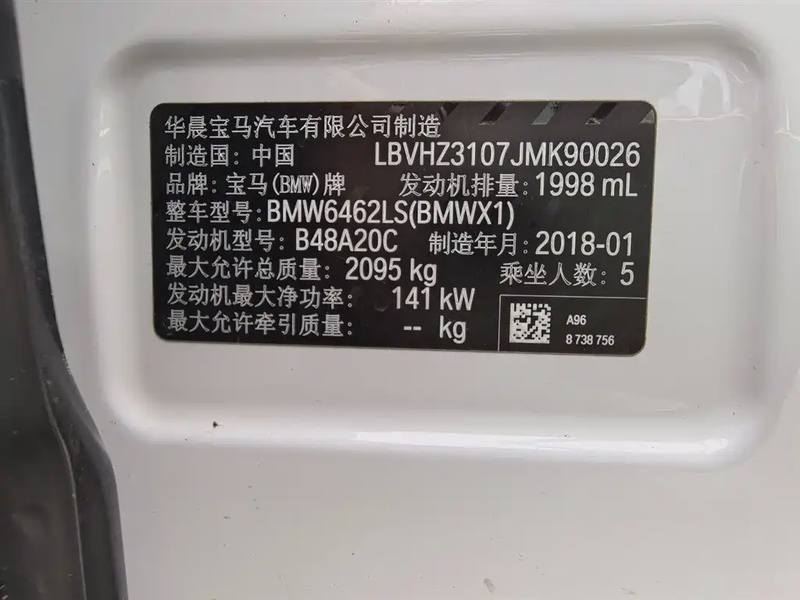 华晨宝马汽车有限公司制造
制造国: 中国 LBVHZ3107JMK90026
品牌: 宝马(BMW)牌 发动机排量: 1998 mL
整车型号: BMW6462LS(BMWX1)
发动机型号: B48A20C 制造年月: 2018-01
最大允许总质量: 2095 kg 乘坐人数: 5
发动机最大净功率: 141 kW
最大允许牵引质量: -- kg
A96
8 738 756